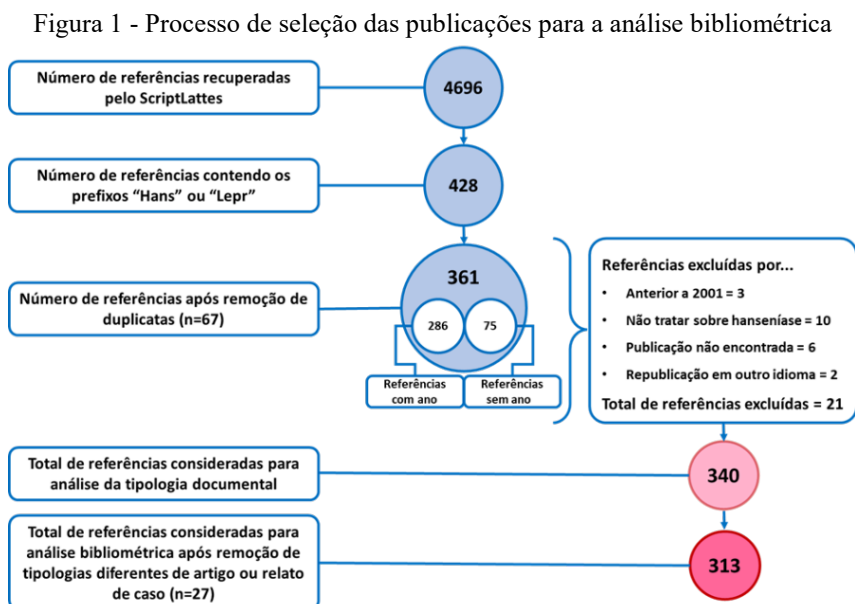 Figura 1 - Processo de seleção das publicações para a análise bibliométrica
Número de referências recuperadas
pelo ScriptLattes
4696
Número de referências contendo os
prefixos “Hans” ou “Lepr”
428
Número de referências após remoção de
duplicatas (n=67)
361
286
75
Referências
com ano
Referências
sem ano
Referências excluídas por...
• Anterior a 2001 = 3
• Não tratar sobre hanseníase = 10
• Publicação não encontrada = 6
• Republicação em outro idioma = 2
Total de referências excluídas = 21
Total de referências consideradas para
análise da tipologia documental
340
Total de referências consideradas para
análise bibliométrica após remoção de
tipologias diferentes de artigo ou relato
de caso (n=27)
313